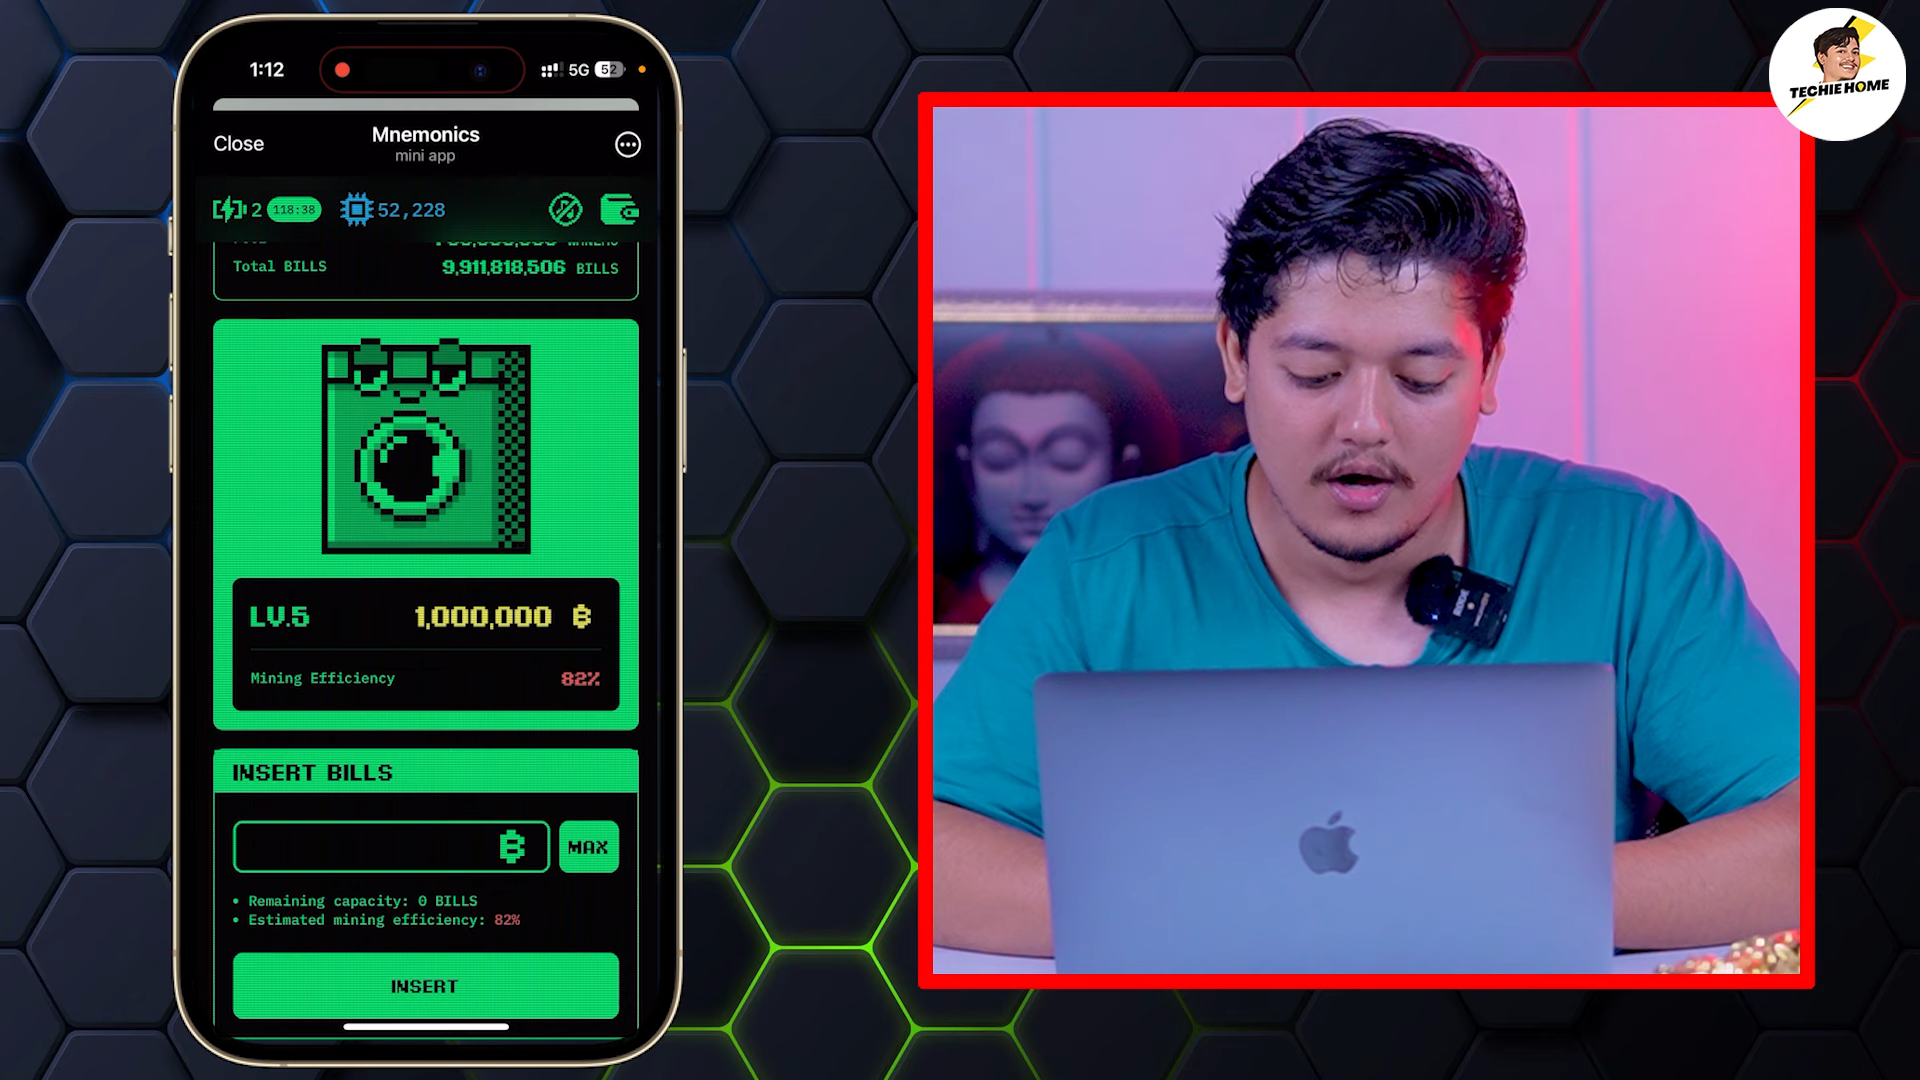 1:12
5G 52
Close
Mnemonics
mini app
2 118:38 52,228
Total BILLS 9,911,818,506 BILLS
LV.5 1,000,000
Mining Efficiency 82%
INSERT BILLS
MAX
• Remaining capacity: 0 BILLS
• Estimated mining efficiency: 82%
INSERT
TECHIE HOME
RODE